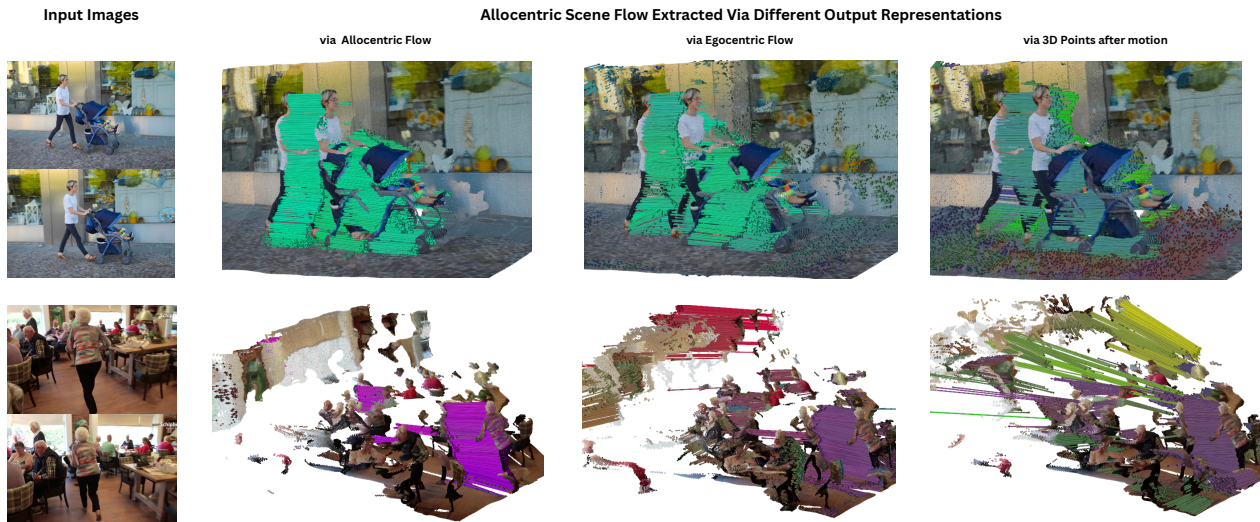 Input Images
Allocentric Scene Flow Extracted Via Different Output Representations
via Allocentric Flow
via Egocentric Flow
via 3D Points after motion